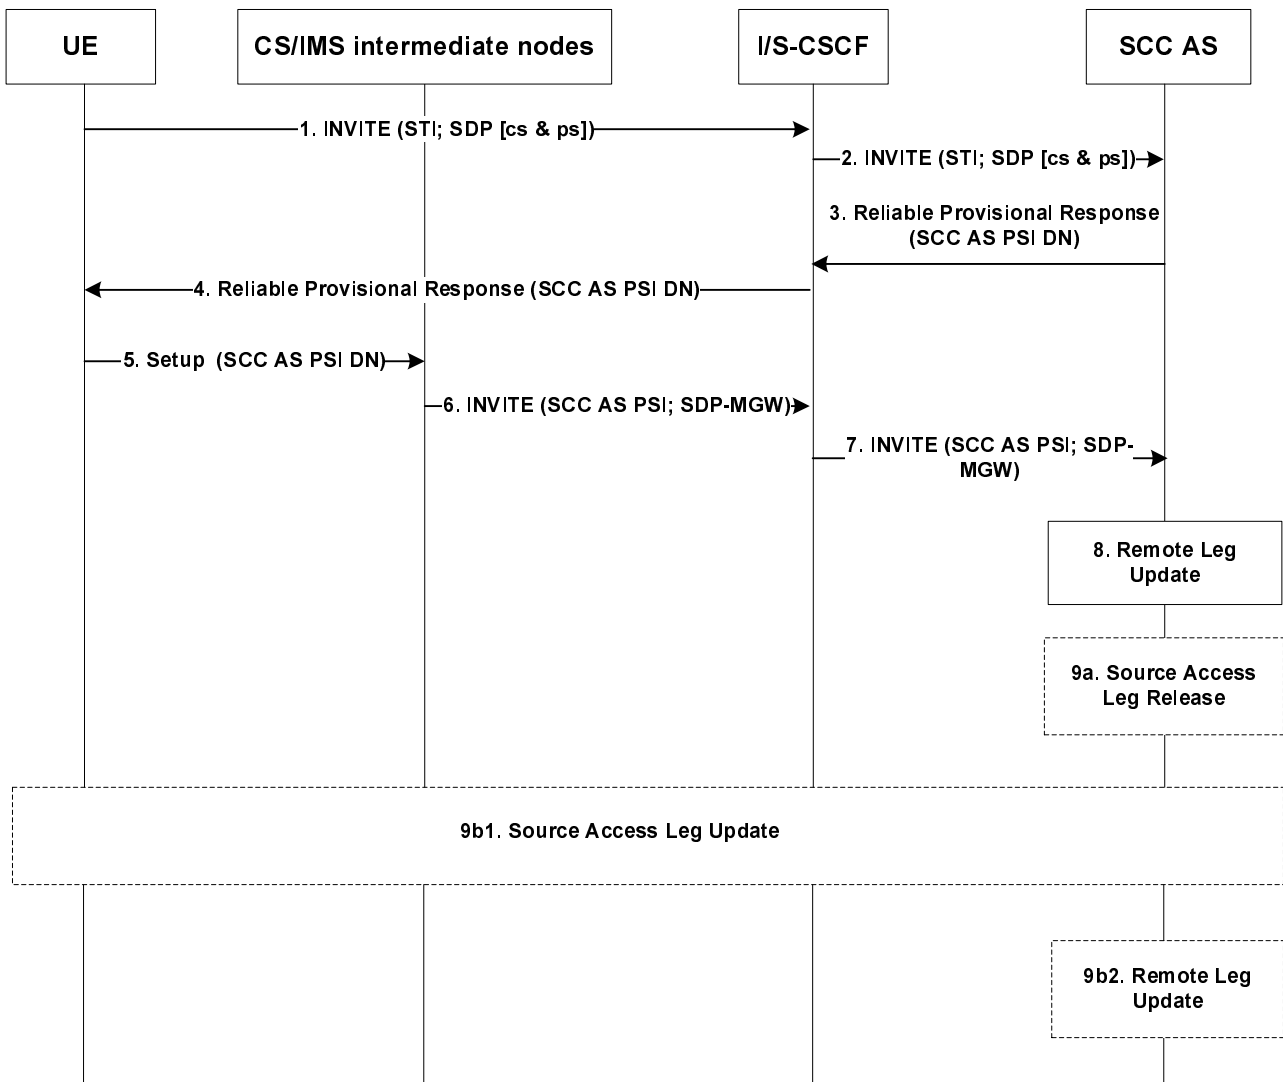 UE
CS/IMS intermediate nodes
I/S-CSCF
SCC AS
1. INVITE (STI; SDP [cs & ps])
2. INVITE (STI; SDP [cs & ps])
3. Reliable Provisional Response
(SCC AS PSI DN)
4. Reliable Provisional Response (SCC AS PSI DN)
5. Setup (SCC AS PSI DN)
6. INVITE (SCC AS PSI; SDP-MGW)
7. INVITE (SCC AS PSI; SDP-
MGW)
8. Remote Leg
Update
9a. Source Access
Leg Release
9b1. Source Access Leg Update
9b2. Remote Leg
Update